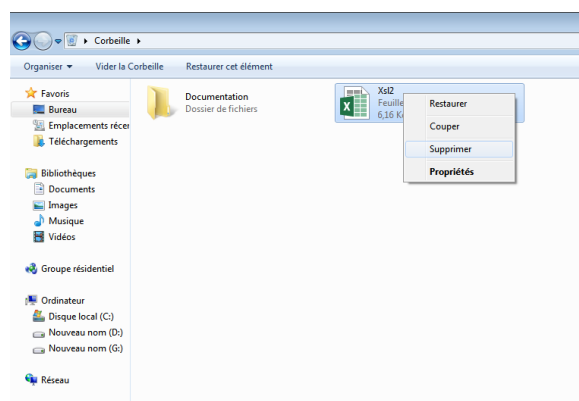 Corbeille
Organiser Vider la Corbeille Restaurer cet élément
Favoris
Bureau
Emplacements récer
Téléchargements
Bibliothèques
Documents
Images
Musique
Vidéos
Groupe résidentiel
Ordinateur
Disque local (C:)
Nouveau nom (D:)
Nouveau nom (G:)
Réseau
Documentation
Dossier de fichiers
Xsl2
Feuille
6,16 K
Restaurer
Couper
Supprimer
Propriétés